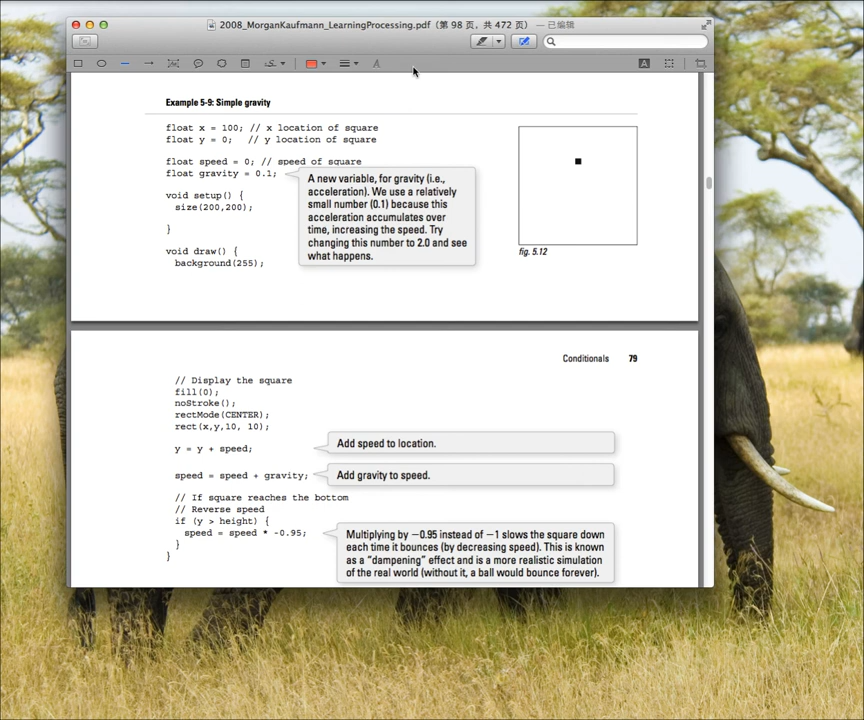 2008_MorganKaufmann_LearningProcessing.pdf (第 98 页，共 472 页) — 已编辑
Example 5-9: Simple gravity
float x = 100; // x location of square
float y = 0;   // y location of square
float speed = 0; // speed of square
float gravity = 0.1;
A new variable, for gravity (i.e.,
acceleration). We use a relatively
small number (0.1) because this
acceleration accumulates over
time, increasing the speed. Try
changing this number to 2.0 and see
what happens.
void setup() {
size(200,200);
}
void draw() {
background(255);
fig. 5.12
Conditionals 79
// Display the square
fill(0);
noStroke();
rectMode(CENTER);
rect(x,y,10, 10);
y = y + speed;
Add speed to location.
speed = speed + gravity;
Add gravity to speed.
// If square reaches the bottom
// Reverse speed
if (y > height) {
speed = speed * -0.95;
}
}
Multiplying by −0.95 instead of −1 slows the square down
each time it bounces (by decreasing speed). This is known
as a “dampening” effect and is a more realistic simulation
of the real world (without it, a ball would bounce forever).